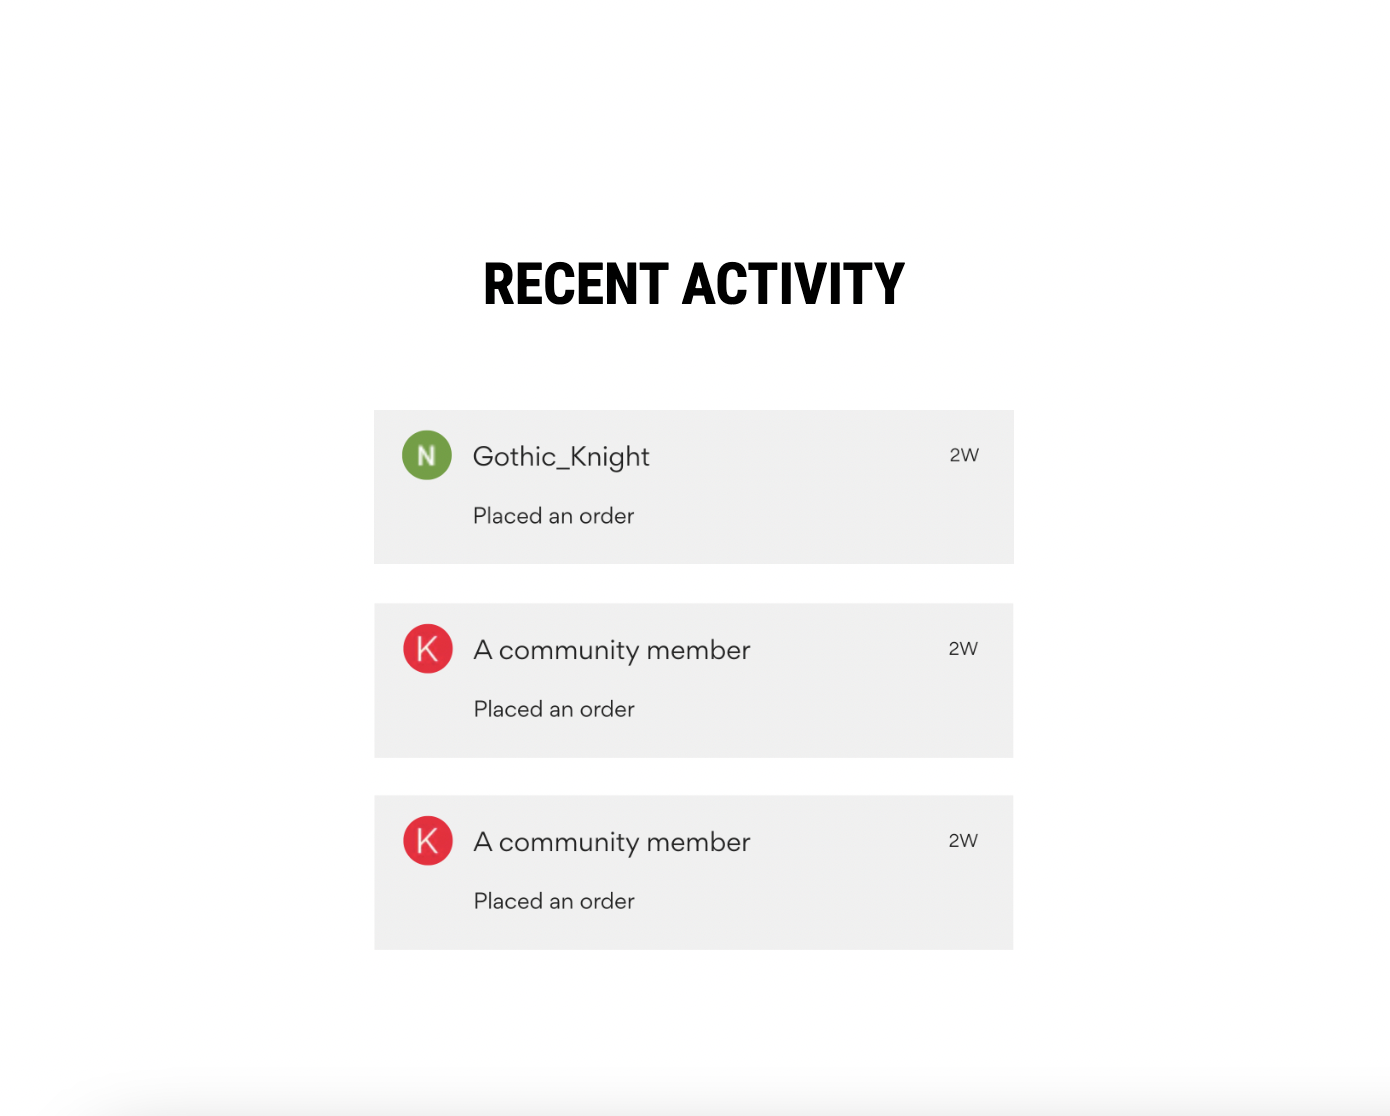 RECENT ACTIVITY
N Gothic_Knight 2W
Placed an order
K A community member 2W
Placed an order
K A community member 2W
Placed an order